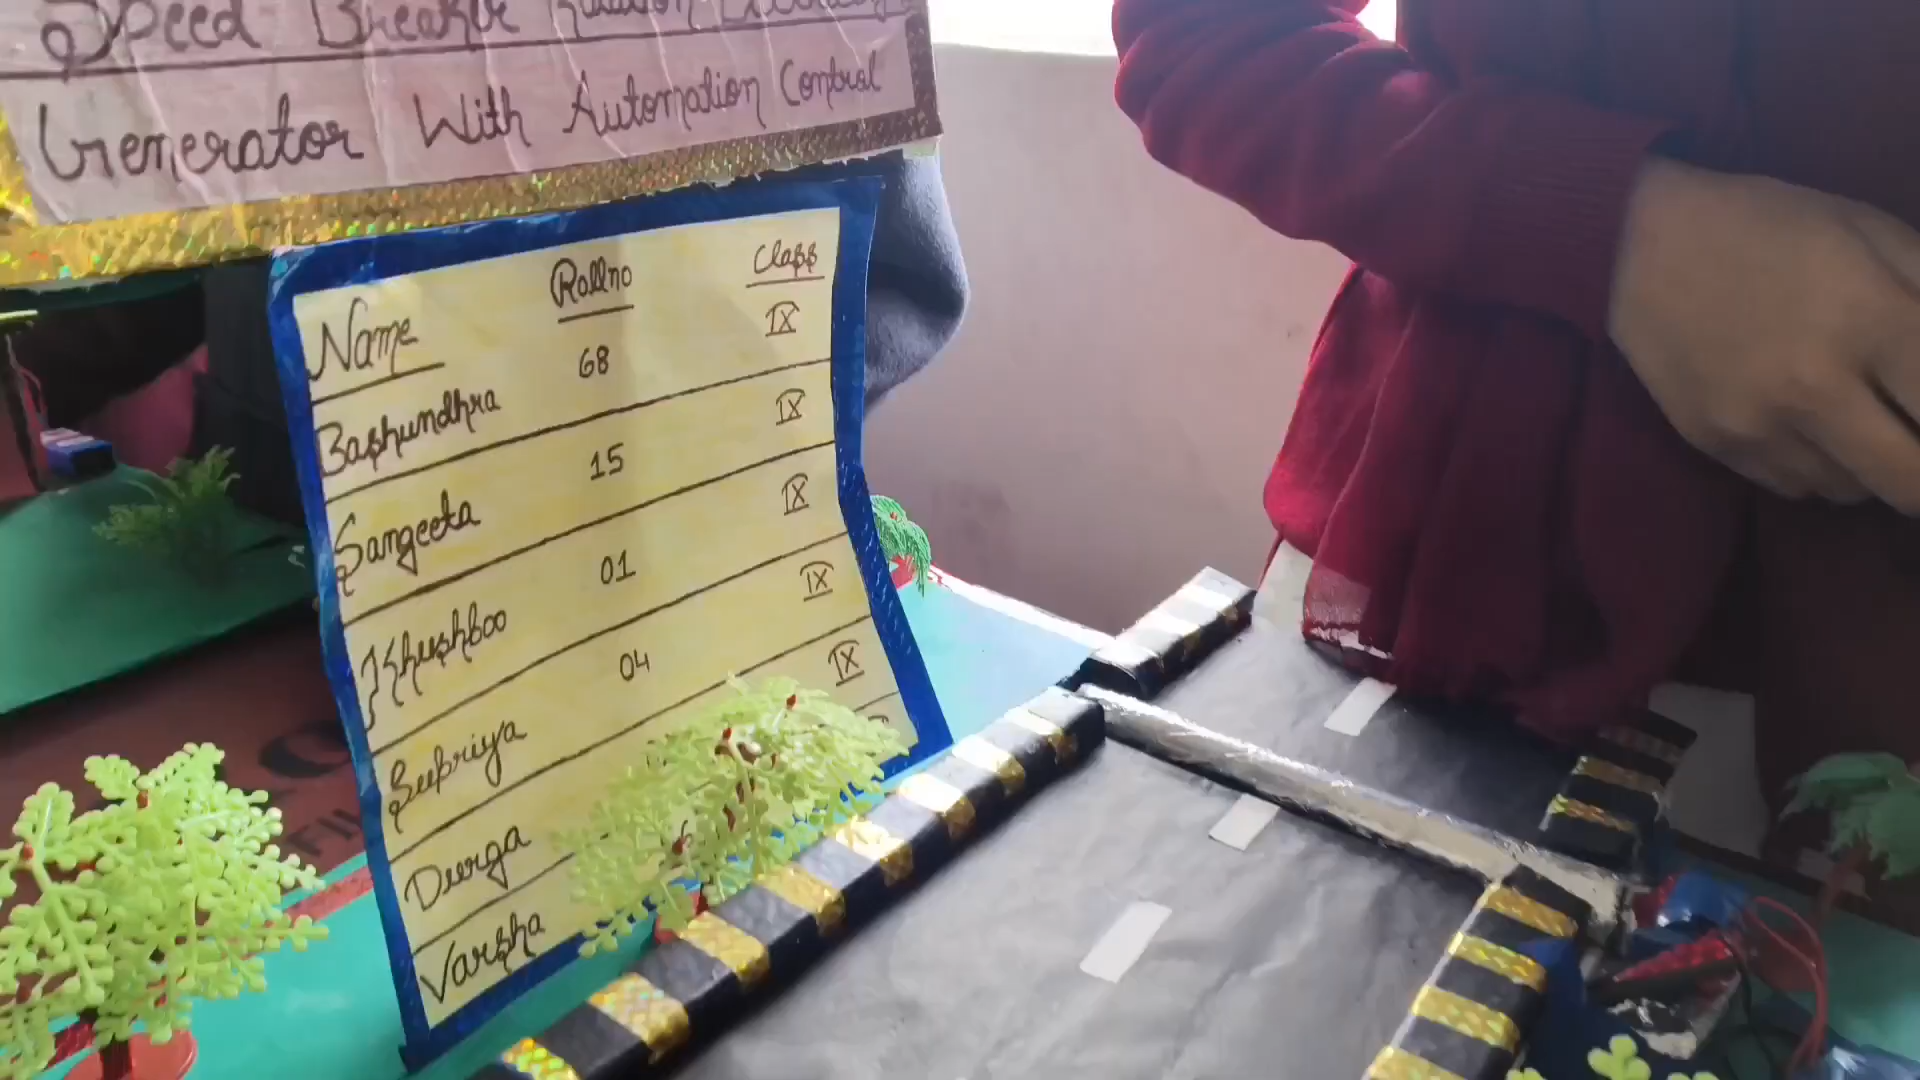 Speed Breaker
Generator With Automation Control
Name Rollno Class
Bashundhra 68 IX
Sangeeta 15 IX
Khushboo 01 IX
Supriya 04 IX
Durga IX
Varsha